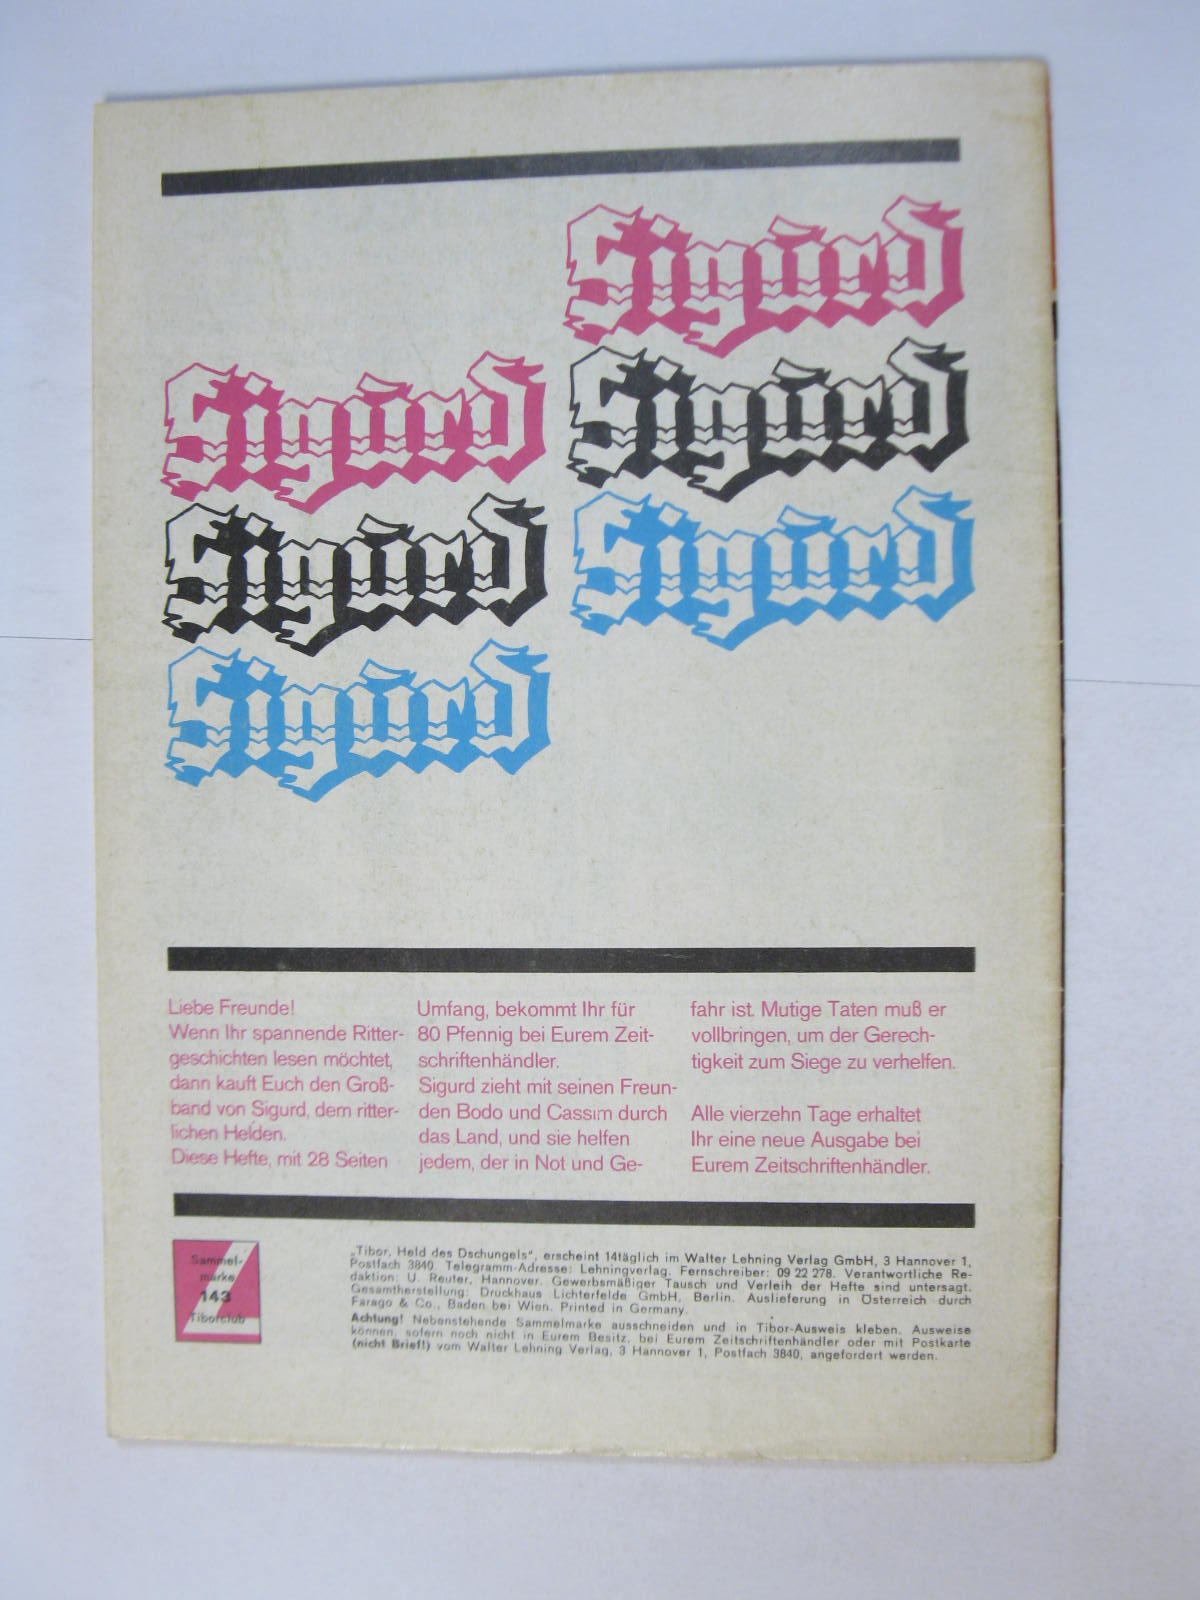 Sigurd
Sigurd
Sigurd
Sigurd
Sigurd
Sigurd
Liebe Freunde!
Wenn Ihr spannende Ritter-
geschichten lesen möchtet,
dann kauft Euch den Groß-
band von Sigurd, dem ritter-
lichen Helden.
Diese Hefte, mit 28 Seiten
Umfang, bekommt Ihr für
80 Pfennig bei Eurem Zeit-
schriftenhändler.
Sigurd zieht mit seinen Freun-
den Bodo und Cassim durch
das Land, und sie helfen
jedem, der in Not und Ge-
fahr ist. Mutige Taten muß er
vollbringen, um der Gerech-
tigkeit zum Siege zu verhelfen.
Alle vierzehn Tage erhaltet
Ihr eine neue Ausgabe bei
Eurem Zeitschriftenhändler.
Sammel-
marke
143
Tiborclub
„Tibor, Held des Dschungels", erscheint 14täglich im Walter Lehning Verlag GmbH, 3 Hannover 1,
Postfach 3840. Telegramm-Adresse: Lehningverlag. Fernschreiber: 09 22 278. Verantwortliche Re-
daktion: U. Reuter, Hannover. Gewerbsmäßiger Tausch und Verleih der Hefte sind untersagt.
Gesamtherstellung: Druckhaus Lichterfelde GmbH, Berlin. Auslieferung in Österreich durch
Farago & Co., Baden bei Wien. Printed in Germany.
Achtung! Nebenstehende Sammelmarke ausschneiden und in Tibor-Ausweis kleben. Ausweise
können, sofern noch nicht in Eurem Besitz, bei Eurem Zeitschriftenhändler oder mit Postkarte
(nicht Brief!) vom Walter Lehning Verlag, 3 Hannover 1, Postfach 3840, angefordert werden.